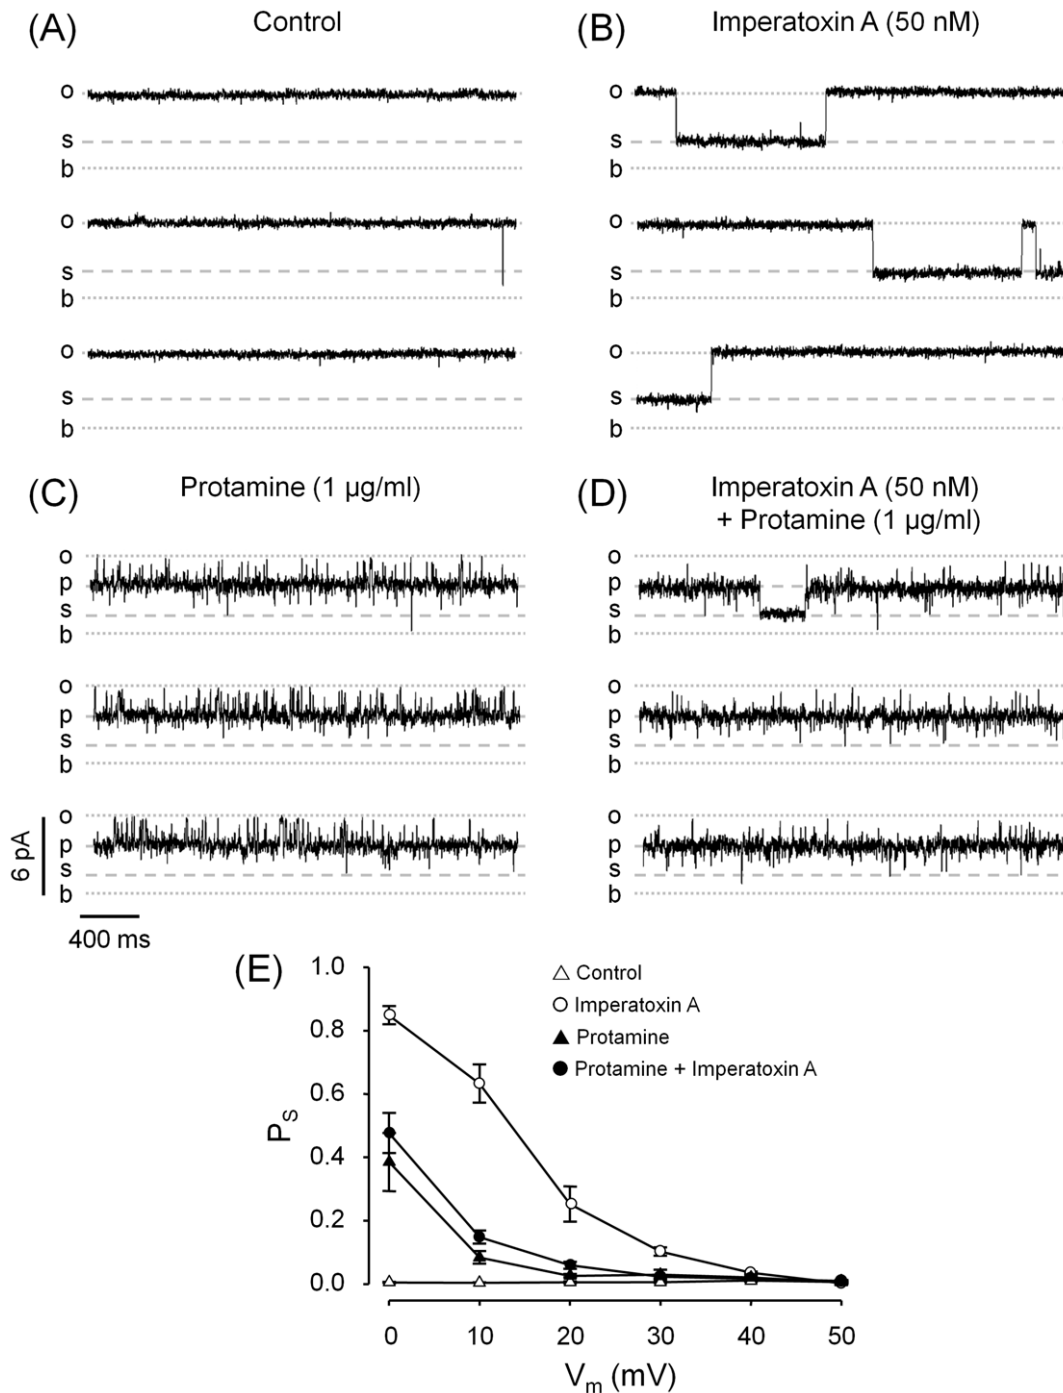 (A) Control
o
s
b
o
s
b
o
s
b
(B) Imperatoxin A (50 nM)
o
s
b
o
s
b
o
s
b
(C) Protamine (1 µg/ml)
o
p
s
b
o
p
s
b
o
p
s
b
6 pA
400 ms
(D) Imperatoxin A (50 nM)
+ Protamine (1 µg/ml)
o
p
s
b
o
p
s
b
o
p
s
b
(E)
1.0
0.8
0.6
0.4
0.2
0.0
PS
Control
Imperatoxin A
Protamine
Protamine + Imperatoxin A
0 10 20 30 40 50
Vm (mV)